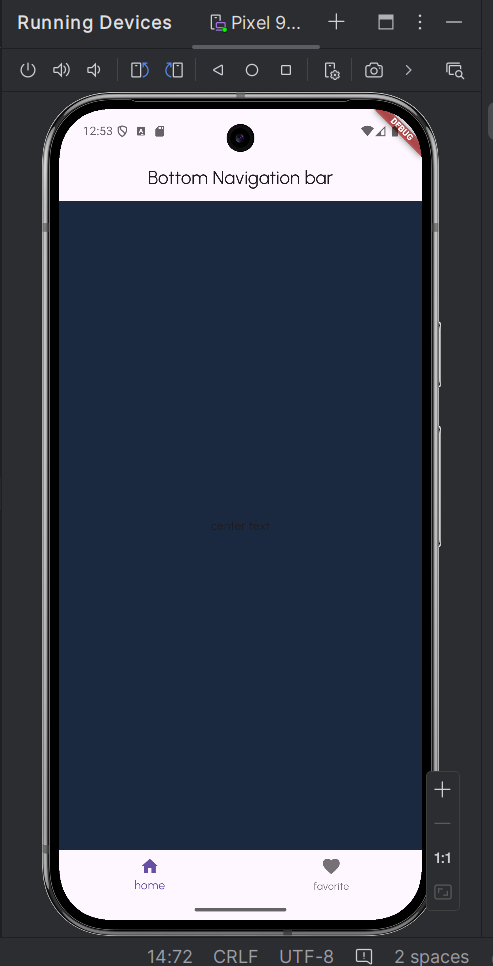 Running Devices
Pixel 9...
12:53
DEBUG
Bottom Navigation bar
center text
home
favorite
1:1
14:72 CRLF UTF-8 2 spaces